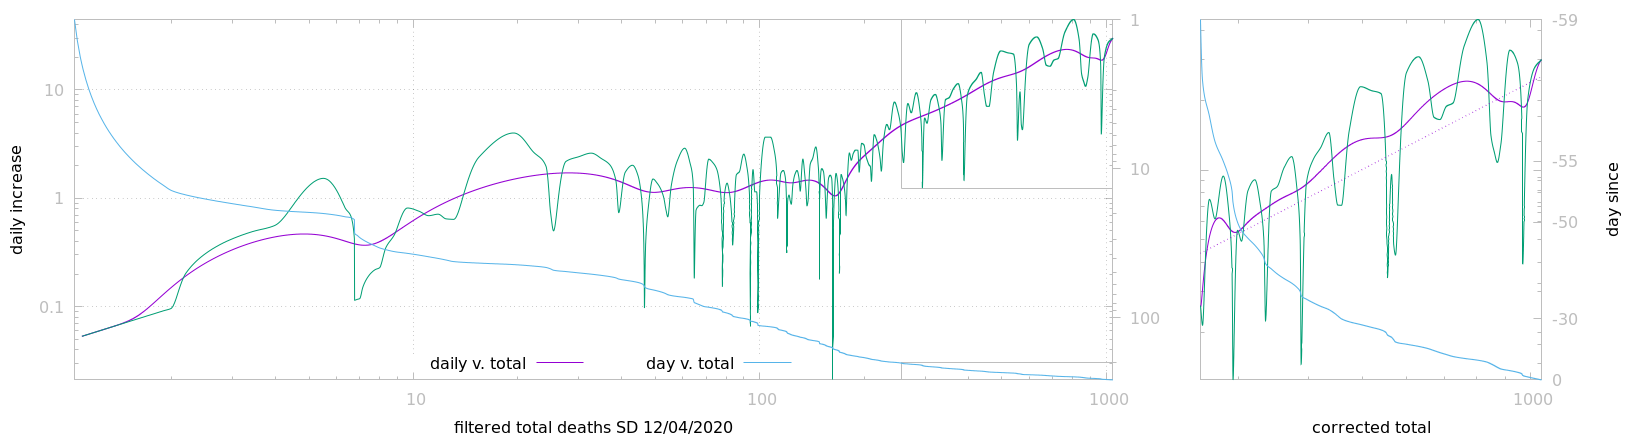 1
-59
10
-55
daily increase
10
1
-50
day since
0.1
100
-30
daily v. total
day v. total
0
10
100
1000
1000
filtered total deaths SD 12/04/2020
corrected total